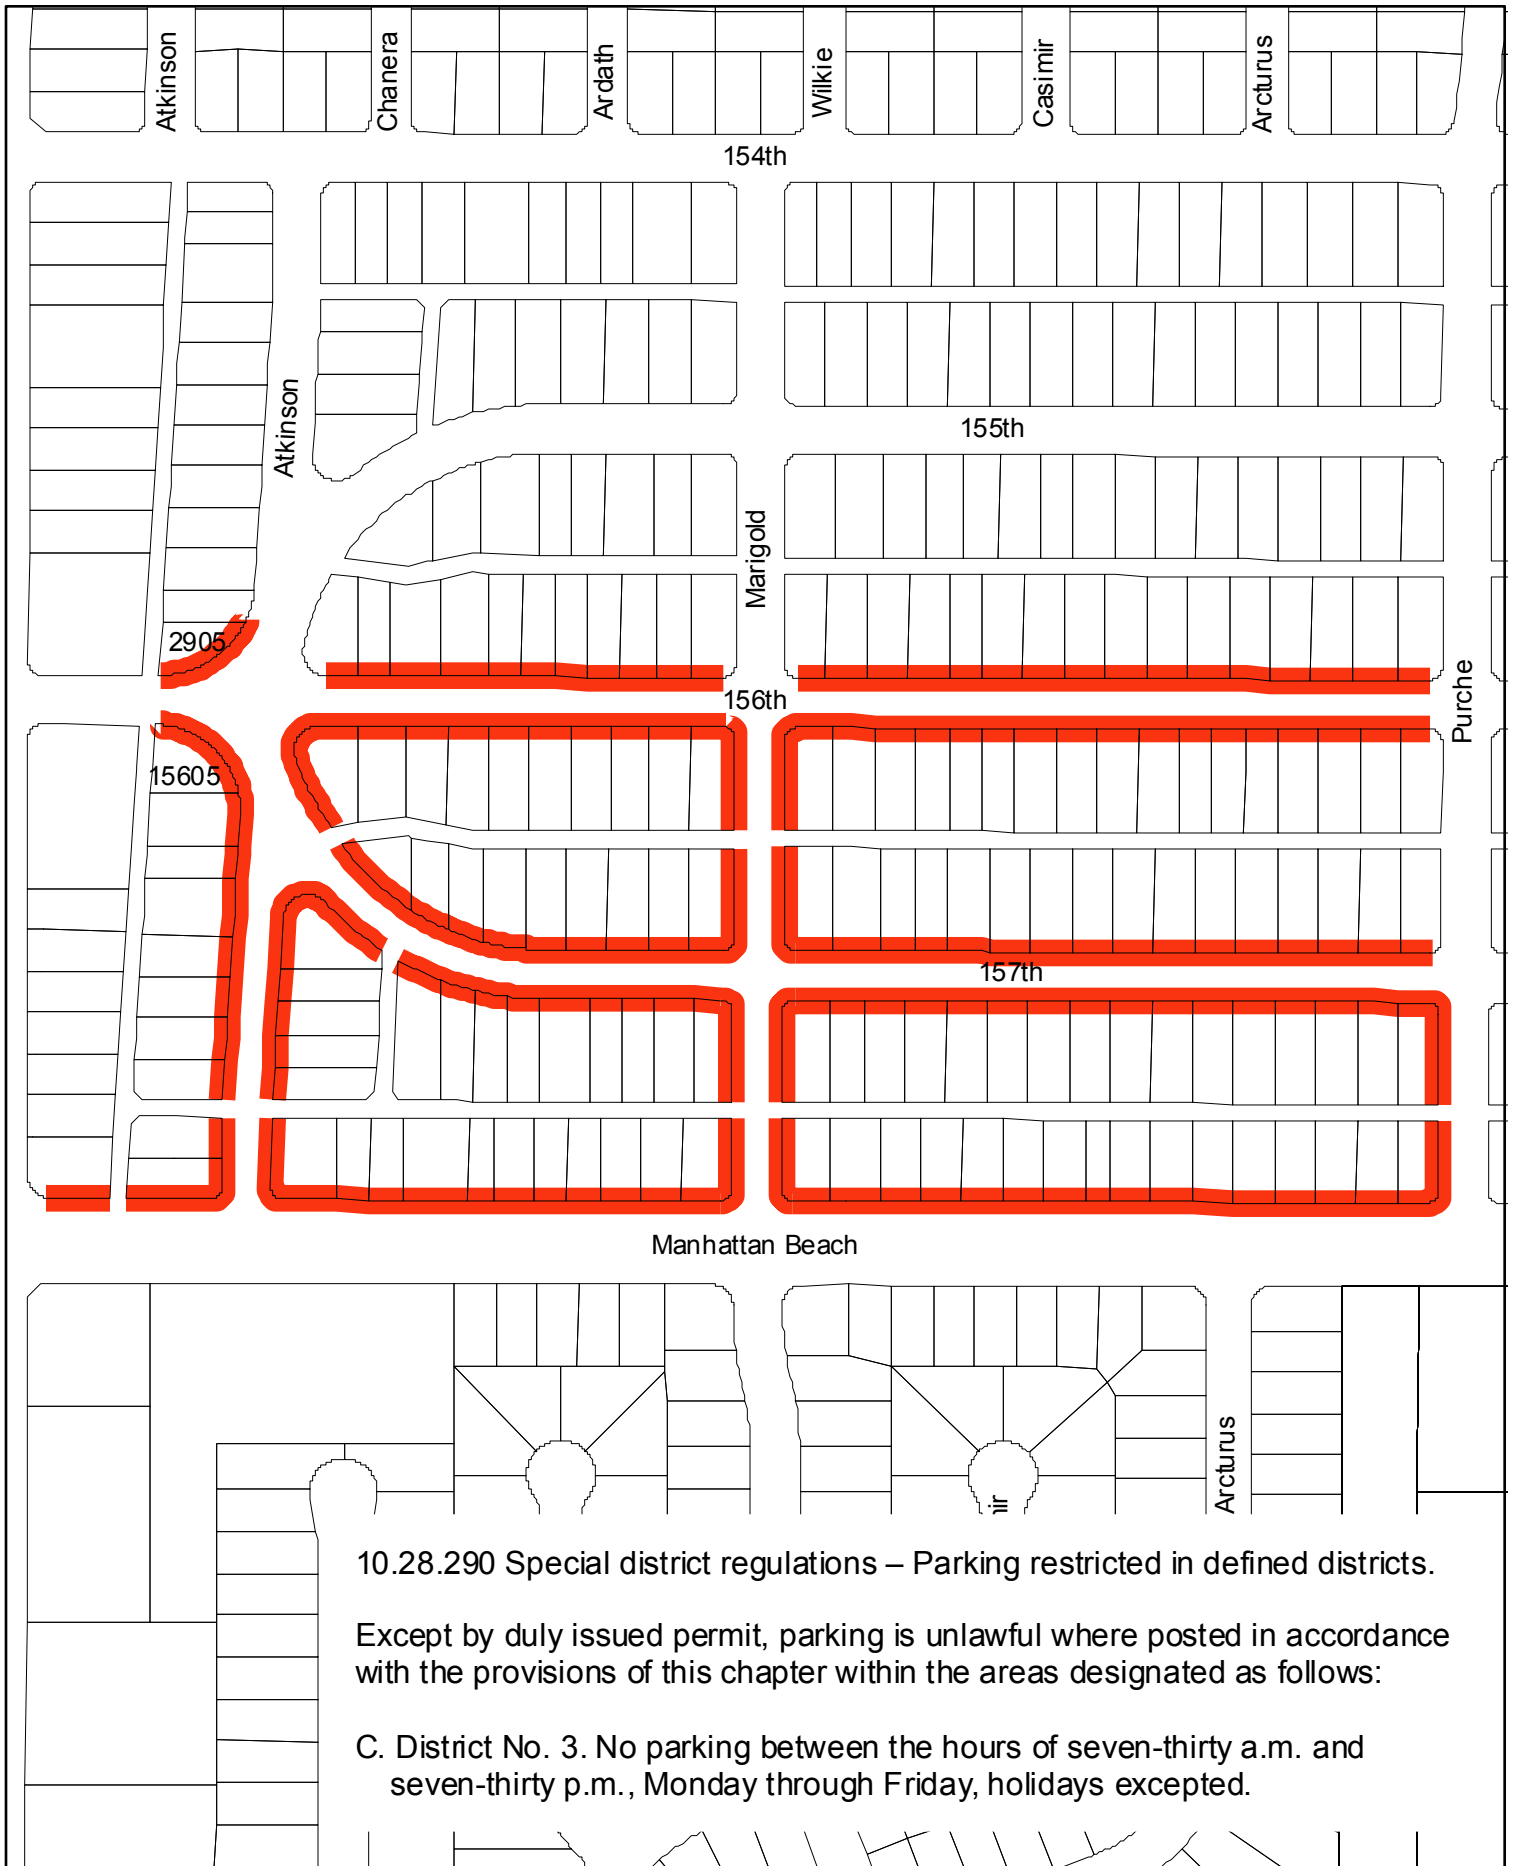 Atkinson
Chanera
Ardath
Wilkie
Casimir
Arcturus
154th
Atkinson
155th
Marigold
2905
156th
Purche
15605
157th
Manhattan Beach
Arcturus
10.28.290 Special district regulations – Parking restricted in defined districts.
Except by duly issued permit, parking is unlawful where posted in accordance
with the provisions of this chapter within the areas designated as follows:
C. District No. 3. No parking between the hours of seven-thirty a.m. and
seven-thirty p.m., Monday through Friday, holidays excepted.